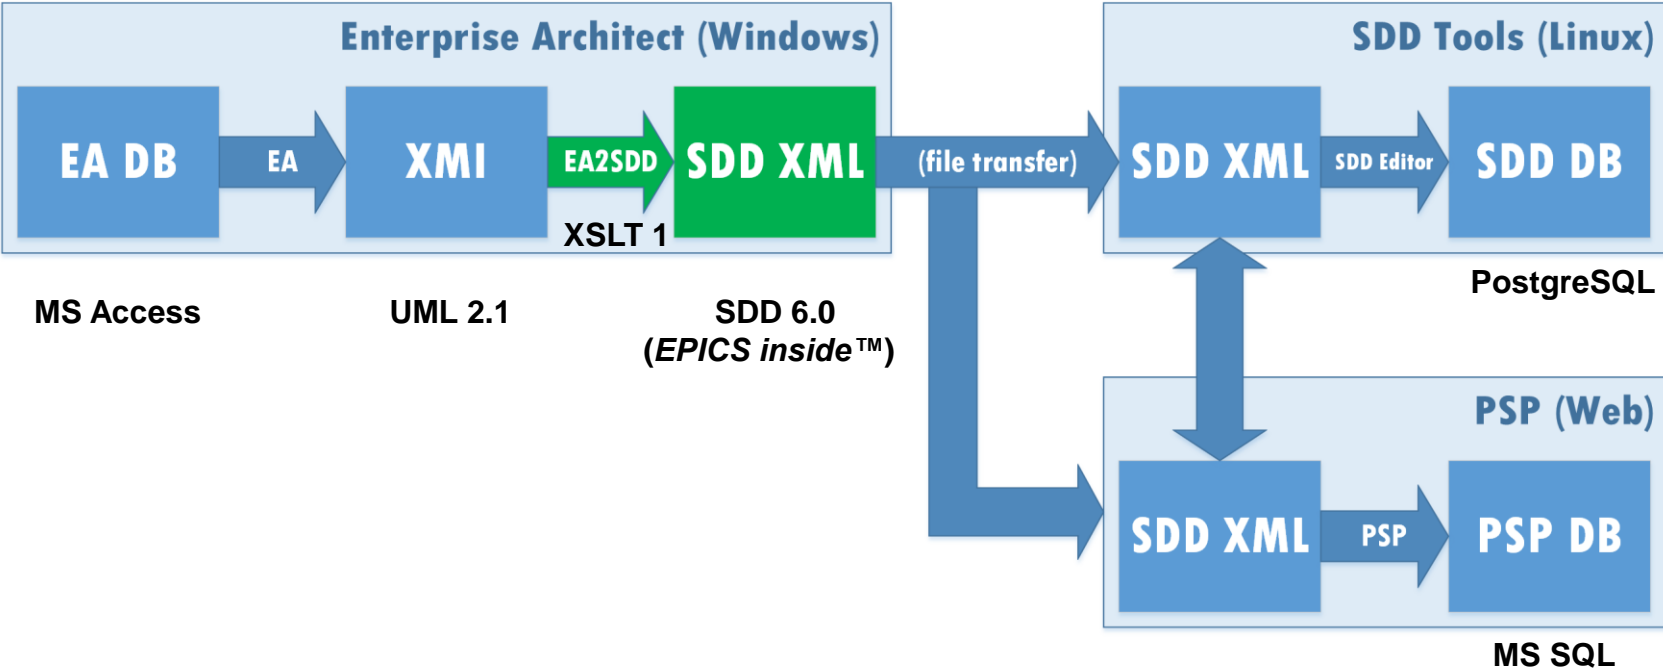 Enterprise Architect (Windows)
EA DB
EA
XMI
EA2SDD
XSLT 1
SDD XML
(file transfer)
MS Access
UML 2.1
SDD 6.0
(EPICS inside™)
SDD Tools (Linux)
SDD XML
SDD Editor
SDD DB
PostgreSQL
PSP (Web)
SDD XML
PSP
PSP DB
MS SQL